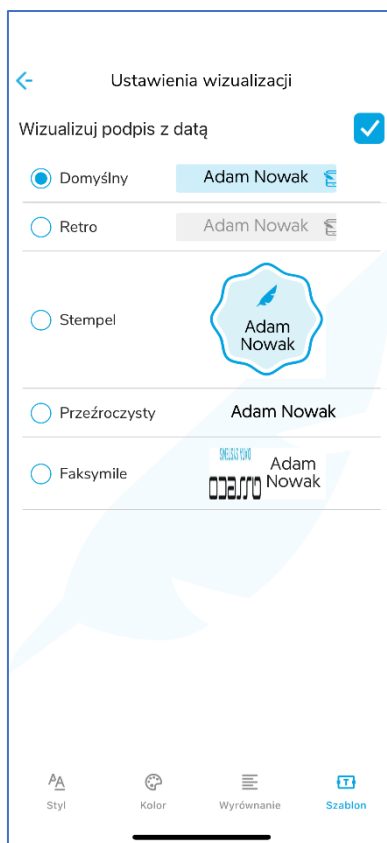 Ustawienia wizualizacji
Wizualizuj podpis z datą
Domyślny Adam Nowak
Retro Adam Nowak
Stempel Adam
Nowak
Przeźroczysty Adam Nowak
Faksymile Adam
Nowak
Styl Kolor Wyrównanie Szablon